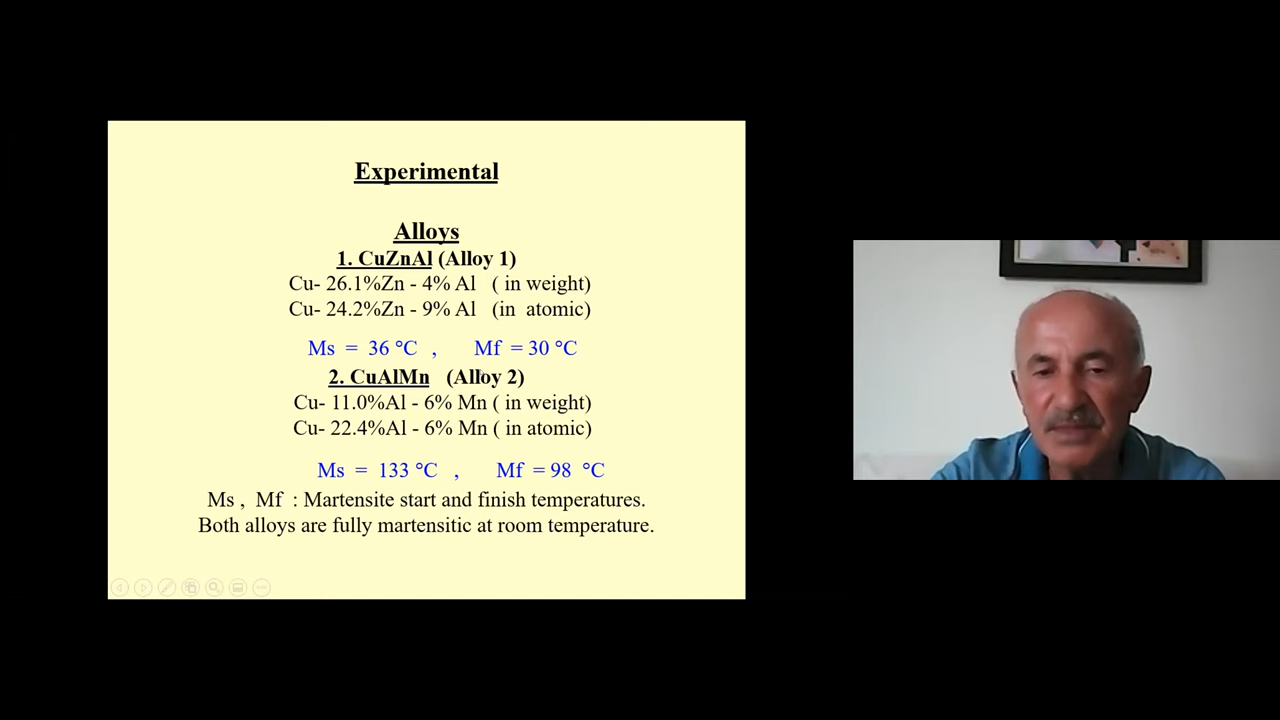 Experimental
Alloys
1. CuZnAl (Alloy 1)
Cu- 26.1%Zn - 4% Al ( in weight)
Cu- 24.2%Zn - 9% Al (in atomic)
Ms = 36 °C , Mf = 30 °C
2. CuAlMn (Alloy 2)
Cu- 11.0%Al - 6% Mn ( in weight)
Cu- 22.4%Al - 6% Mn ( in atomic)
Ms = 133 °C , Mf = 98 °C
Ms , Mf : Martensite start and finish temperatures.
Both alloys are fully martensitic at room temperature.